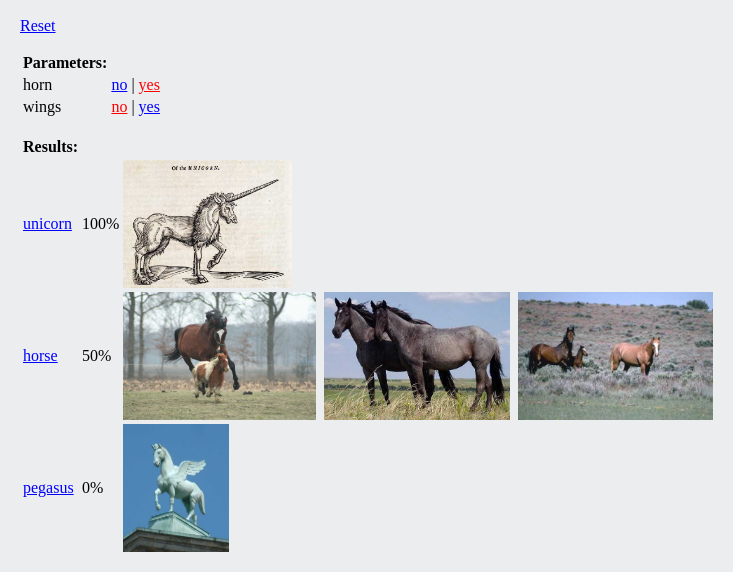 Reset
Parameters:
horn no | yes
wings no | yes
Results:
Of the UNICORN.
unicorn 100%
horse 50%
pegasus 0%